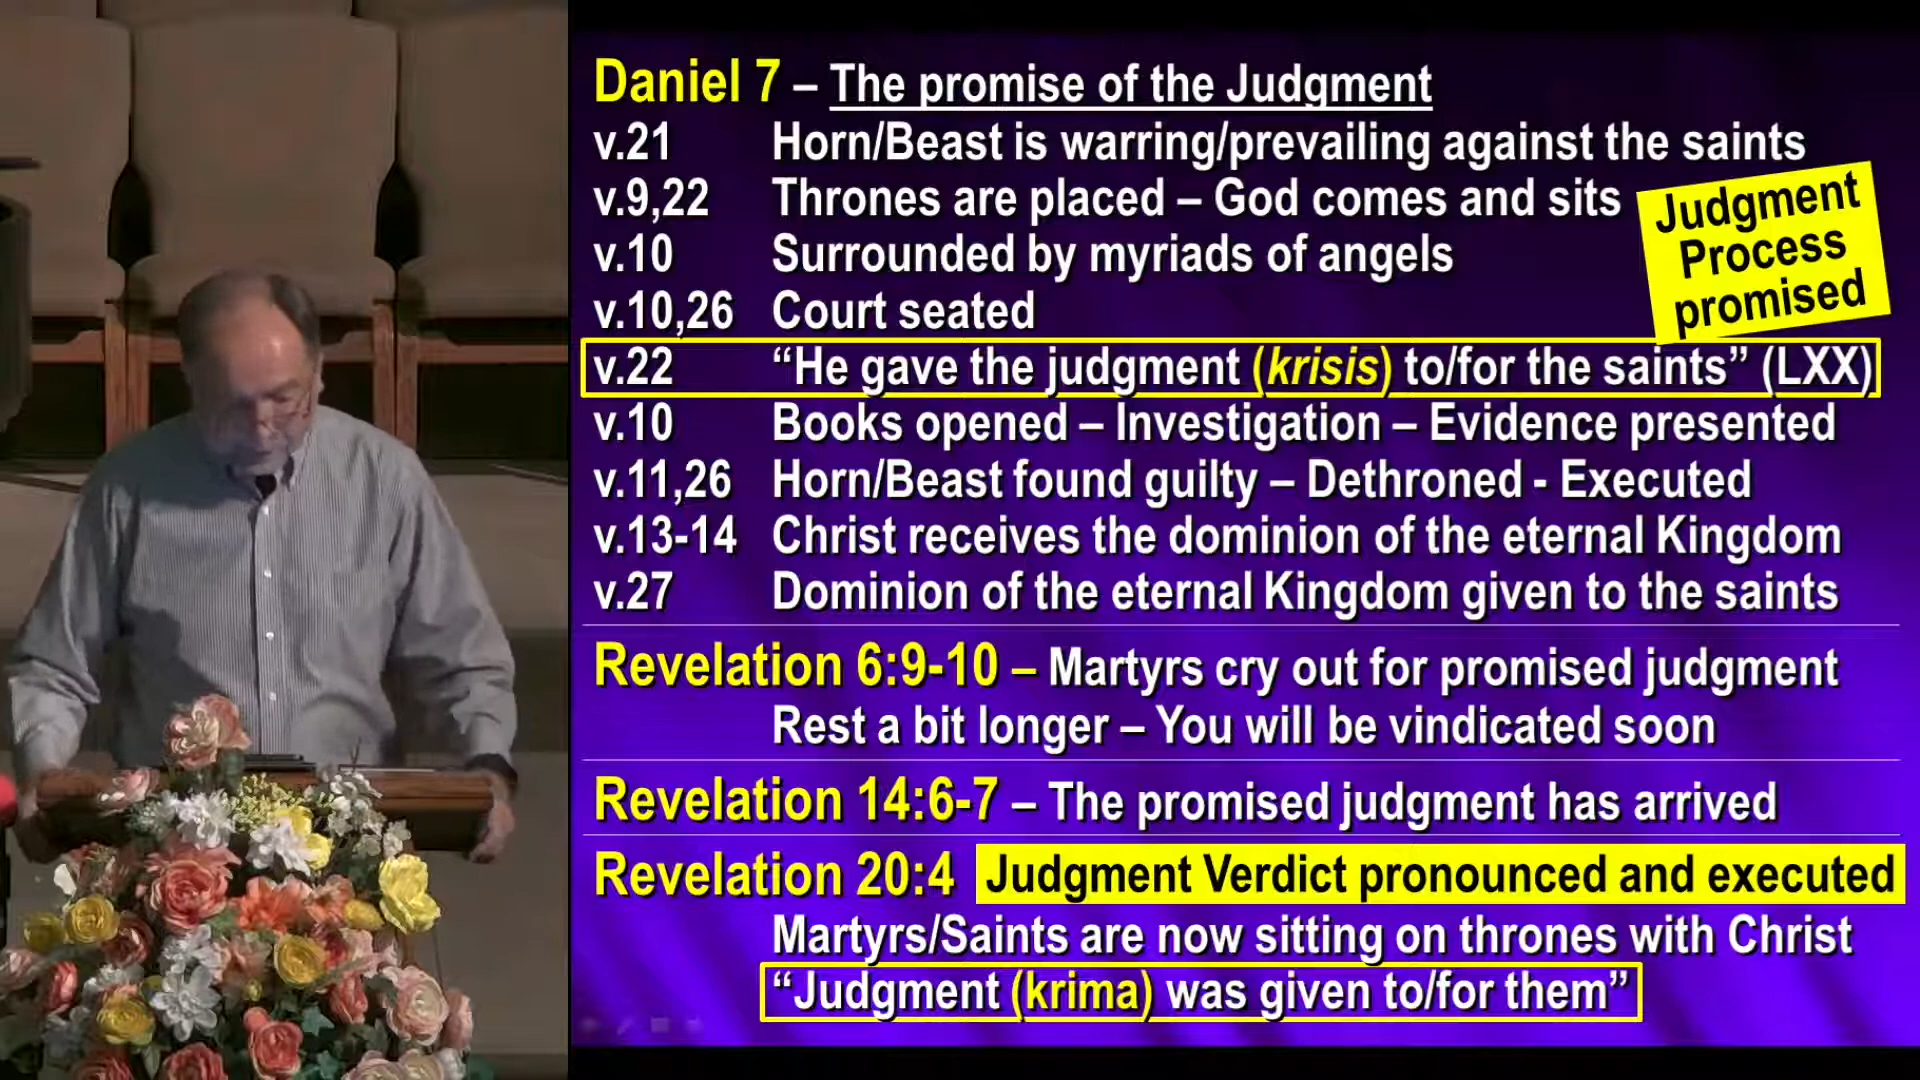 Daniel 7 – The promise of the Judgment
v.21 Horn/Beast is warring/prevailing against the saints
v.9,22 Thrones are placed – God comes and sits
Judgment
Process
promised
v.10 Surrounded by myriads of angels
v.10,26 Court seated
v.22 “He gave the judgment (krisis) to/for the saints” (LXX)
v.10 Books opened – Investigation – Evidence presented
v.11,26 Horn/Beast found guilty – Dethroned - Executed
v.13-14 Christ receives the dominion of the eternal Kingdom
v.27 Dominion of the eternal Kingdom given to the saints
Revelation 6:9-10 – Martyrs cry out for promised judgment
Rest a bit longer – You will be vindicated soon
Revelation 14:6-7 – The promised judgment has arrived
Revelation 20:4 Judgment Verdict pronounced and executed
Martyrs/Saints are now sitting on thrones with Christ
“Judgment (krima) was given to/for them”